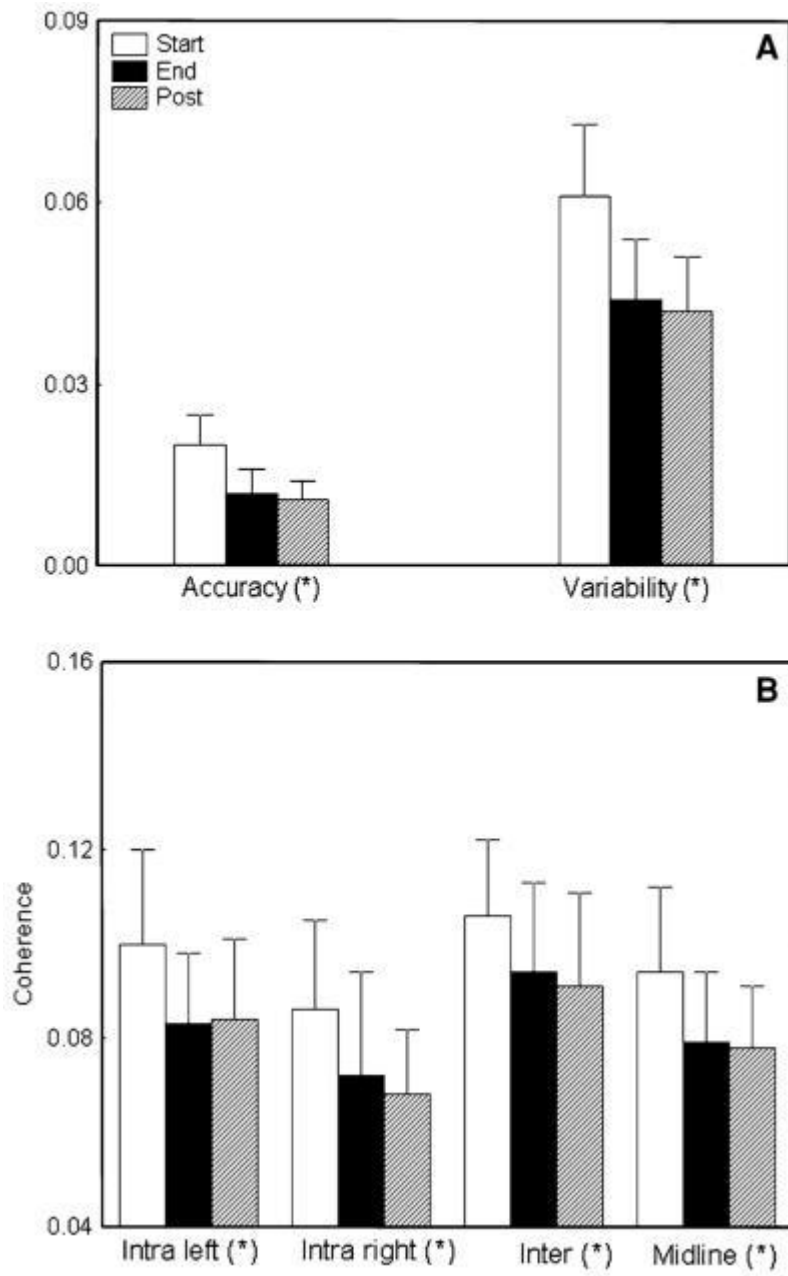 0.09
A
Start
End
Post
0.06
0.03
0.00
Accuracy (*)
Variability (*)
0.16
B
0.12
Coherence
0.08
0.04
Intra left (*)
Intra right (*)
Inter (*)
Midline (*)